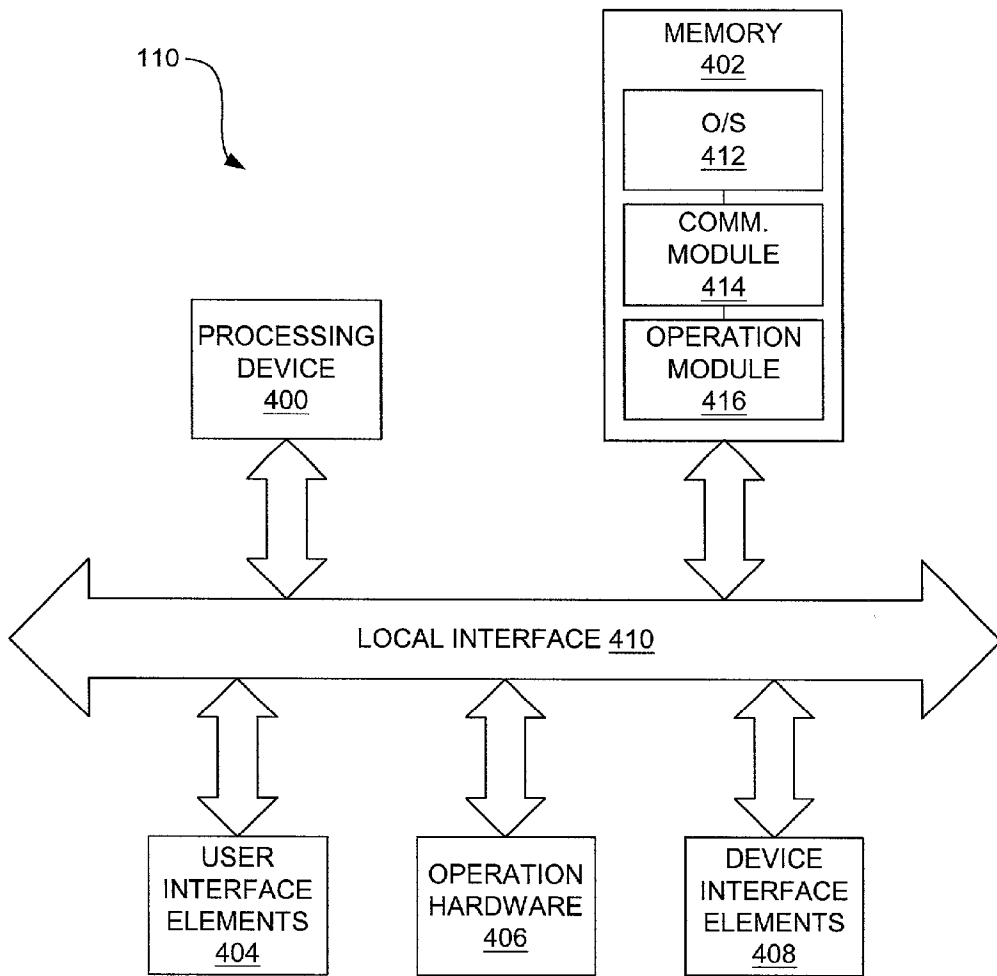 110
MEMORY
402
O/S
412
COMM.
MODULE
414
OPERATION
MODULE
416
PROCESSING
DEVICE
400
LOCAL INTERFACE 410
USER
INTERFACE
ELEMENTS
404
OPERATION
HARDWARE
406
DEVICE
INTERFACE
ELEMENTS
408